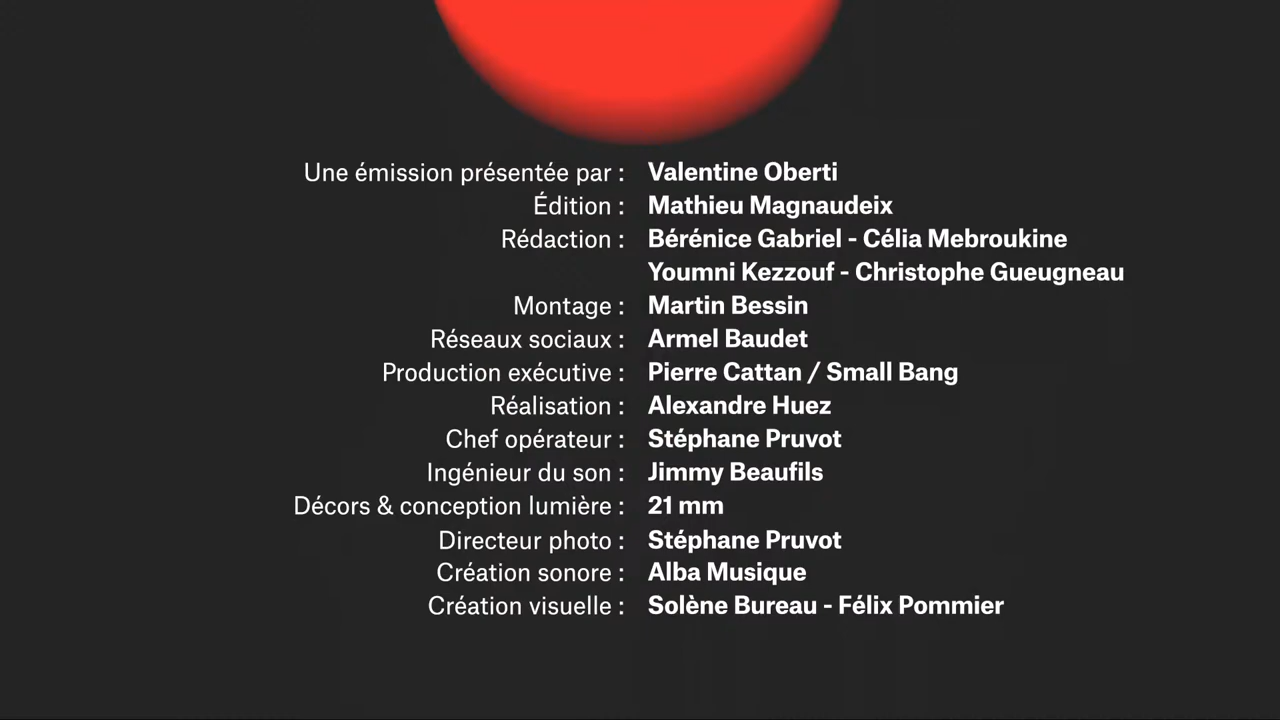 Une émission présentée par : Valentine Oberti
Édition : Mathieu Magnaudeix
Rédaction : Bérénice Gabriel - Célia Mebroukine
Youmni Kezzouf - Christophe Gueugneau
Montage : Martin Bessin
Réseaux sociaux : Armel Baudet
Production exécutive : Pierre Cattan / Small Bang
Réalisation : Alexandre Huez
Chef opérateur : Stéphane Pruvot
Ingénieur du son : Jimmy Beaufils
Décors & conception lumière : 21 mm
Directeur photo : Stéphane Pruvot
Création sonore : Alba Musique
Création visuelle : Solène Bureau - Félix Pommier